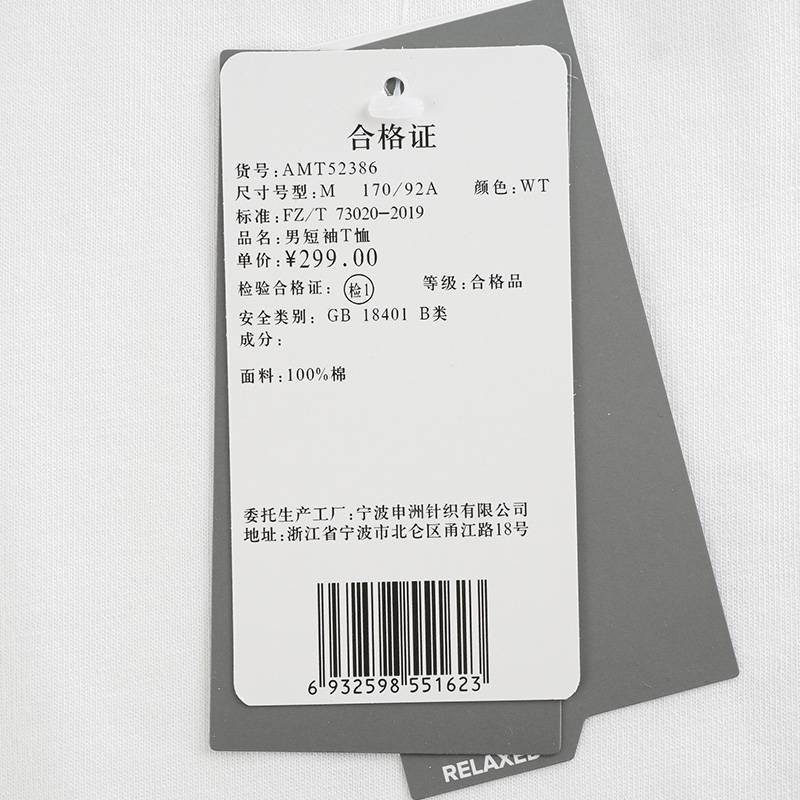 合格证
货号:AMT52386
尺寸号型:M 170/92A 颜色:WT
标准:FZ/T 73020-2019
品名:男短袖T恤
单价:¥299.00
检验合格证: 检1 等级:合格品
安全类别: GB 18401 B类
成分:
面料:100%棉
委托生产工厂:宁波申洲针织有限公司
地址:浙江省宁波市北仑区甬江路18号
6 932598 551623
RELAXED